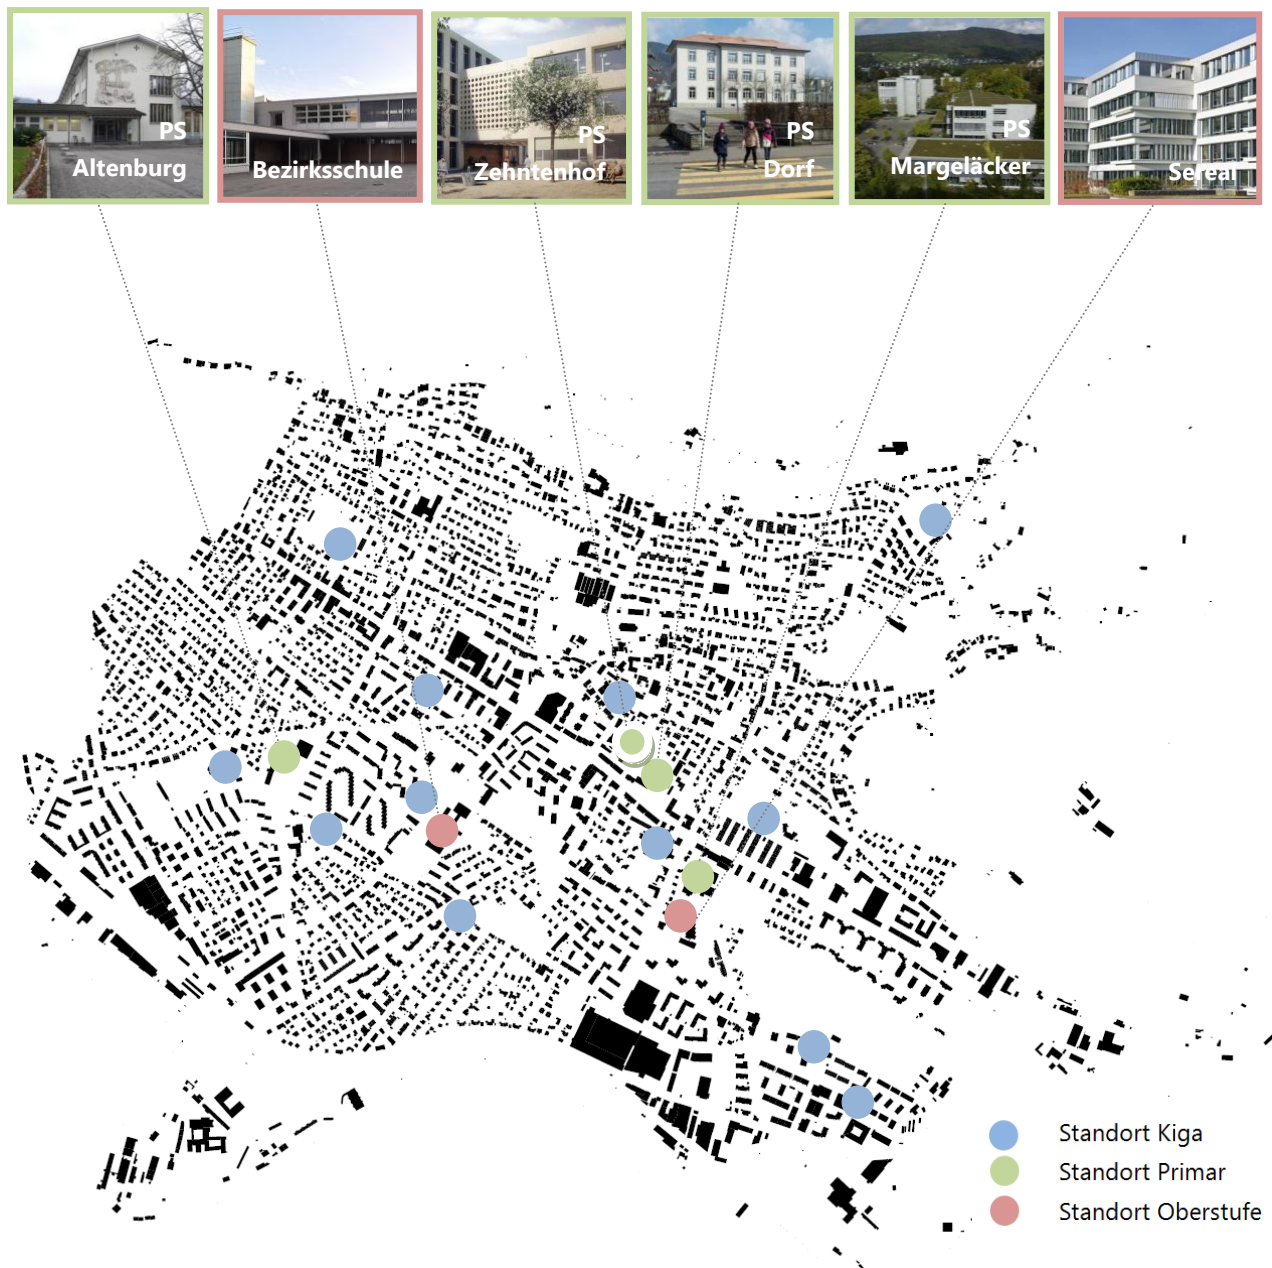 PS
Altenburg
Bezirksschule
PS
Zehntenhof
PS
Dorf
PS
Margeläcker
Sereal
Standort Kiga
Standort Primar
Standort Oberstufe